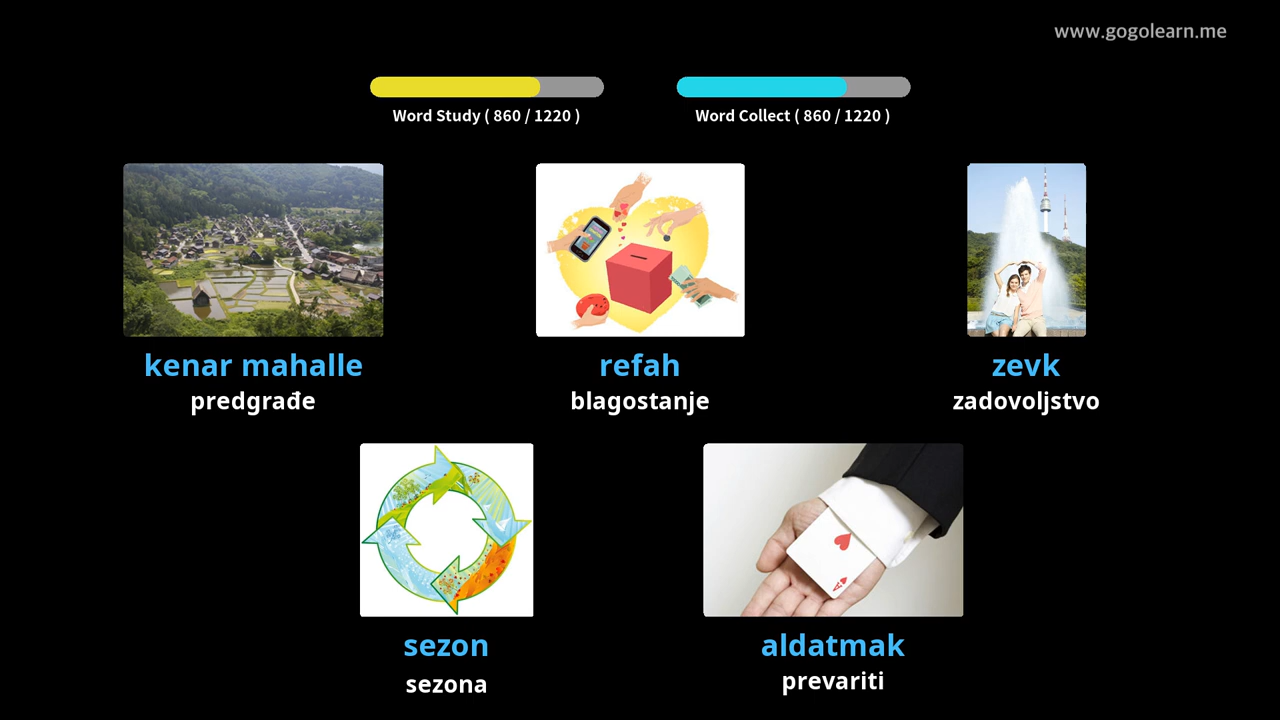 www.gogolearn.me
Word Study ( 860 / 1220 )
Word Collect ( 860 / 1220 )
kenar mahalle
predgrađe
refah
blagostanje
zevk
zadovoljstvo
sezon
sezona
aldatmak
prevariti